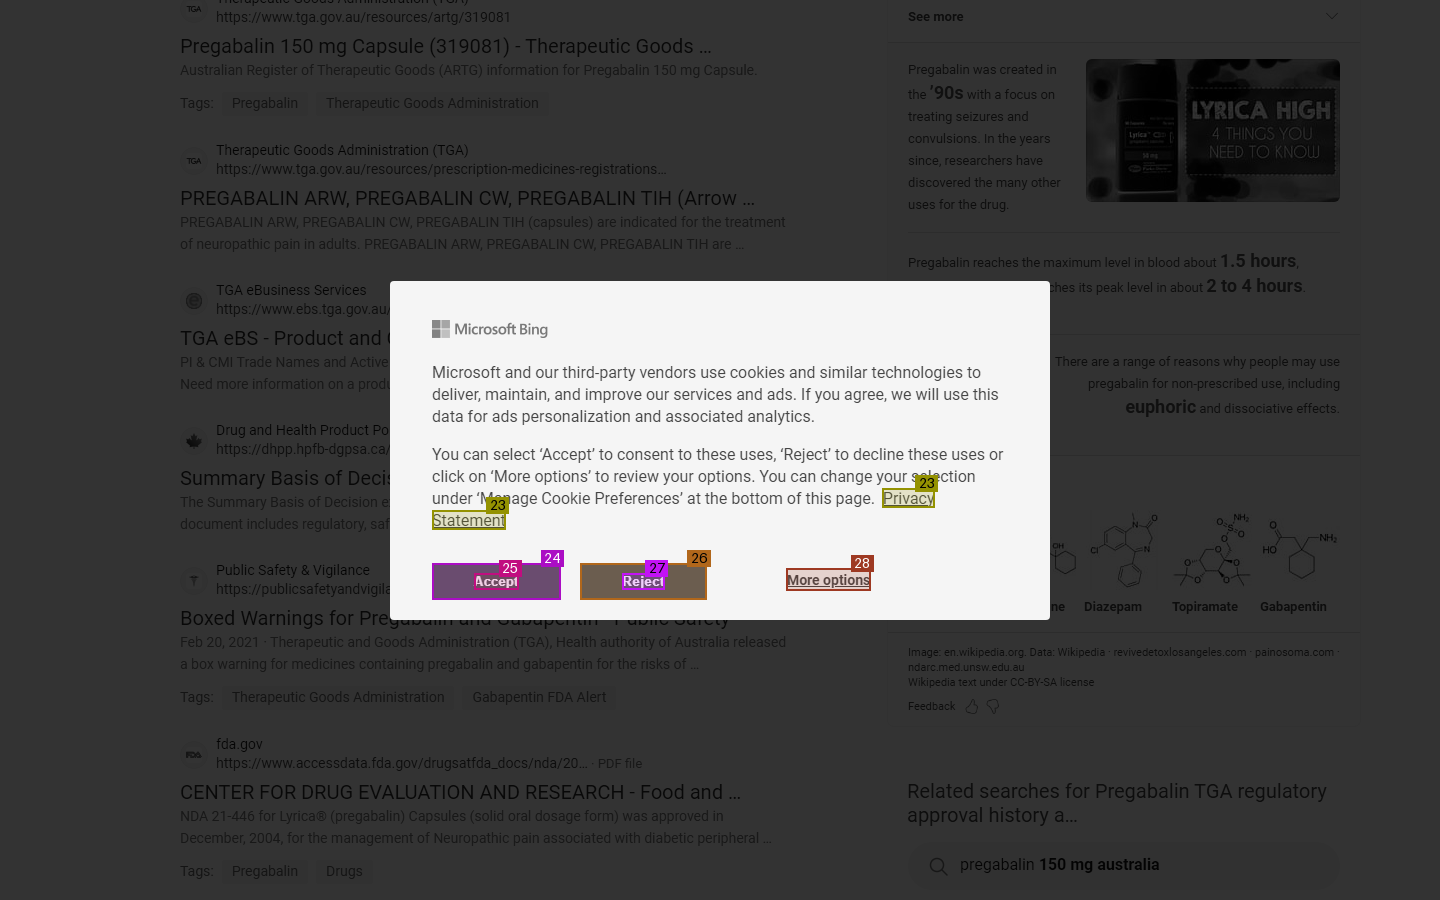 Therapeutic Goods Administration (TGA)
https://www.tga.gov.au/resources/artg/319081
Pregabalin 150 mg Capsule (319081) - Therapeutic Goods …
Australian Register of Therapeutic Goods (ARTG) information for Pregabalin 150 mg Capsule.
Tags: Pregabalin Therapeutic Goods Administration
TGA
Therapeutic Goods Administration (TGA)
https://www.tga.gov.au/resources/prescription-medicines-registrations…
PREGABALIN ARW, PREGABALIN CW, PREGABALIN TIH (Arrow …
PREGABALIN ARW, PREGABALIN CW, PREGABALIN TIH (capsules) are indicated for the treatment
of neuropathic pain in adults. PREGABALIN ARW, PREGABALIN CW, PREGABALIN TIH are …
TGA eBusiness Services
https://www.ebs.tga.gov.au/
TGA eBS - Product and
PI & CMI Trade Names and Active
Need more information on a produ
Drug and Health Product Po
https://dhpp.hpfb-dgpsa.ca/
Summary Basis of Decis
The Summary Basis of Decision e
document includes regulatory, saf
Public Safety & Vigilance
https://publicsafetyandvigila
Boxed Warnings for Pregabalin and Gabapentin - Public Safety
Feb 20, 2021 · Therapeutic and Goods Administration (TGA), Health authority of Australia released
a box warning for medicines containing pregabalin and gabapentin for the risks of …
Tags: Therapeutic Goods Administration Gabapentin FDA Alert
FDA
fda.gov
https://www.accessdata.fda.gov/drugsatfda_docs/nda/20… · PDF file
CENTER FOR DRUG EVALUATION AND RESEARCH - Food and …
NDA 21-446 for Lyrica® (pregabalin) Capsules (solid oral dosage form) was approved in
December, 2004, for the management of Neuropathic pain associated with diabetic peripheral …
Tags: Pregabalin Drugs
Microsoft Bing
Microsoft and our third-party vendors use cookies and similar technologies to
deliver, maintain, and improve our services and ads. If you agree, we will use this
data for ads personalization and associated analytics.
You can select ‘Accept’ to consent to these uses, ‘Reject’ to decline these uses or
click on ‘More options’ to review your options. You can change your selection
under ‘Manage Cookie Preferences’ at the bottom of this page. Privacy
Statement
23
23
24
25
Accept
26
27
Reject
28
More options
See more
Pregabalin was created in
the '90s with a focus on
treating seizures and
convulsions. In the years
since, researchers have
discovered the many other
uses for the drug.
Lyrica
LYRICA HIGH
4 THINGS YOU
NEED TO KNOW
Pregabalin reaches the maximum level in blood about 1.5 hours,
ches its peak level in about 2 to 4 hours.
There are a range of reasons why people may use
pregabalin for non-prescribed use, including
euphoric and dissociative effects.
ne Diazepam Topiramate Gabapentin
Image: en.wikipedia.org. Data: Wikipedia · revivedetoxlosangeles.com · painosoma.com ·
ndarc.med.unsw.edu.au
Wikipedia text under CC-BY-SA license
Feedback
Related searches for Pregabalin TGA regulatory
approval history a…
pregabalin 150 mg australia